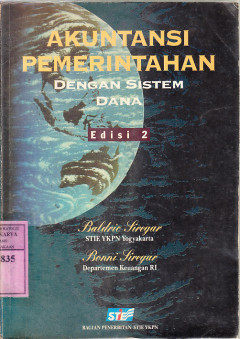 AKUNTANSI
PEMERINTAHAN
DENGAN SISTEM
DANA
Edisi 2
Baldric Siregar
STIE YKPN Yogyakarta
Bonni Siregar
Departemen Keuangan RI
835
STIE
BAGIAN PENERBITAN STIE YKPN